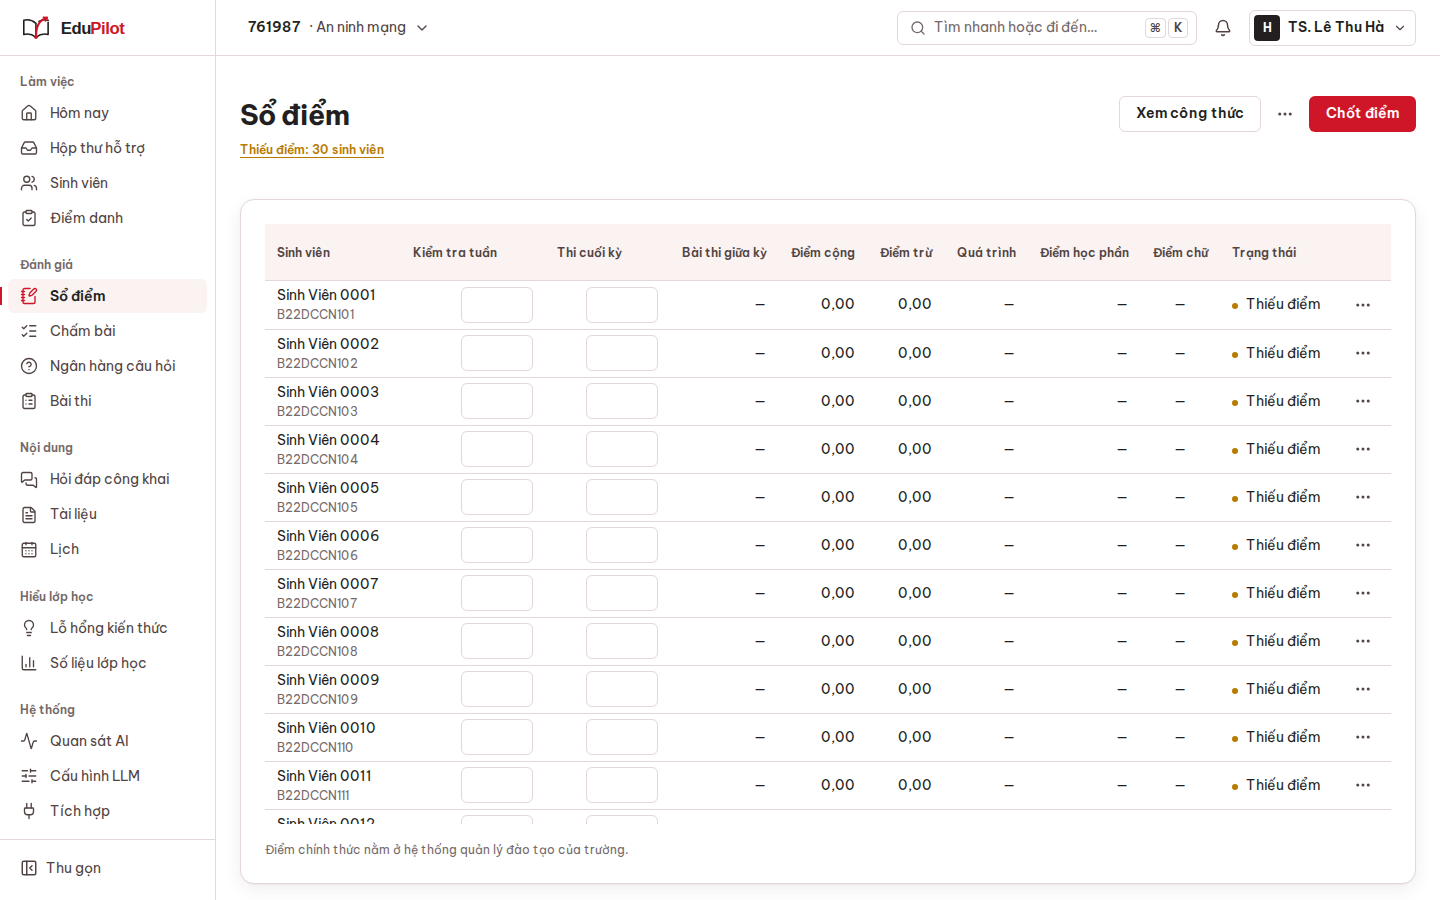 EduPilot
761987 · An ninh mạng
Tìm nhanh hoặc đi đến...
⌘ K
H
TS. Lê Thu Hà
Làm việc
Hôm nay
Hộp thư hỗ trợ
Sinh viên
Điểm danh
Đánh giá
Sổ điểm
Chấm bài
Ngân hàng câu hỏi
Bài thi
Nội dung
Hỏi đáp công khai
Tài liệu
Lịch
Hiểu lớp học
Lỗ hổng kiến thức
Số liệu lớp học
Hệ thống
Quan sát AI
Cấu hình LLM
Tích hợp
Thu gọn
Sổ điểm
Thiếu điểm: 30 sinh viên
Xem công thức
Chốt điểm
Sinh viên Kiểm tra tuần Thi cuối kỳ Bài thi giữa kỳ Điểm cộng Điểm trừ Quá trình Điểm học phần Điểm chữ Trạng thái
Sinh Viên 0001
B22DCCN101
– 0,00 0,00 – – – Thiếu điểm
Sinh Viên 0002
B22DCCN102
– 0,00 0,00 – – – Thiếu điểm
Sinh Viên 0003
B22DCCN103
– 0,00 0,00 – – – Thiếu điểm
Sinh Viên 0004
B22DCCN104
– 0,00 0,00 – – – Thiếu điểm
Sinh Viên 0005
B22DCCN105
– 0,00 0,00 – – – Thiếu điểm
Sinh Viên 0006
B22DCCN106
– 0,00 0,00 – – – Thiếu điểm
Sinh Viên 0007
B22DCCN107
– 0,00 0,00 – – – Thiếu điểm
Sinh Viên 0008
B22DCCN108
– 0,00 0,00 – – – Thiếu điểm
Sinh Viên 0009
B22DCCN109
– 0,00 0,00 – – – Thiếu điểm
Sinh Viên 0010
B22DCCN110
– 0,00 0,00 – – – Thiếu điểm
Sinh Viên 0011
B22DCCN111
– 0,00 0,00 – – – Thiếu điểm
Sinh Viên 0012
Điểm chính thức nằm ở hệ thống quản lý đào tạo của trường.